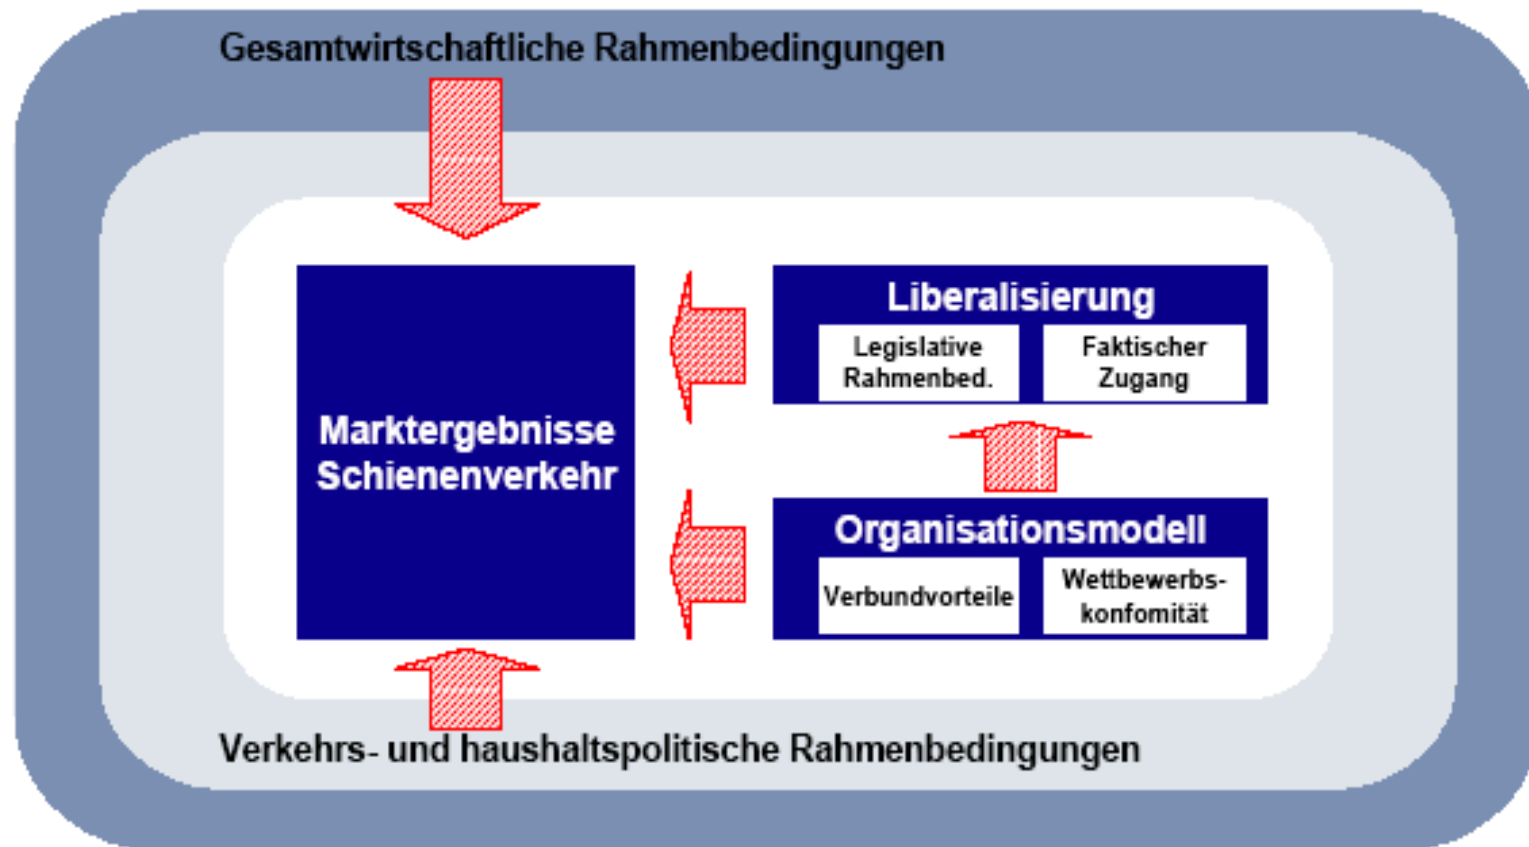 Gesamtwirtschaftliche Rahmenbedingungen
Marktergebnisse
Schienenverkehr
Liberalisierung
Legislative
Rahmenbed.
Faktischer
Zugang
Organisationsmodell
Verbundvorteile
Wettbewerbs-
konfomität
Verkehrs- und haushaltspolitische Rahmenbedingungen